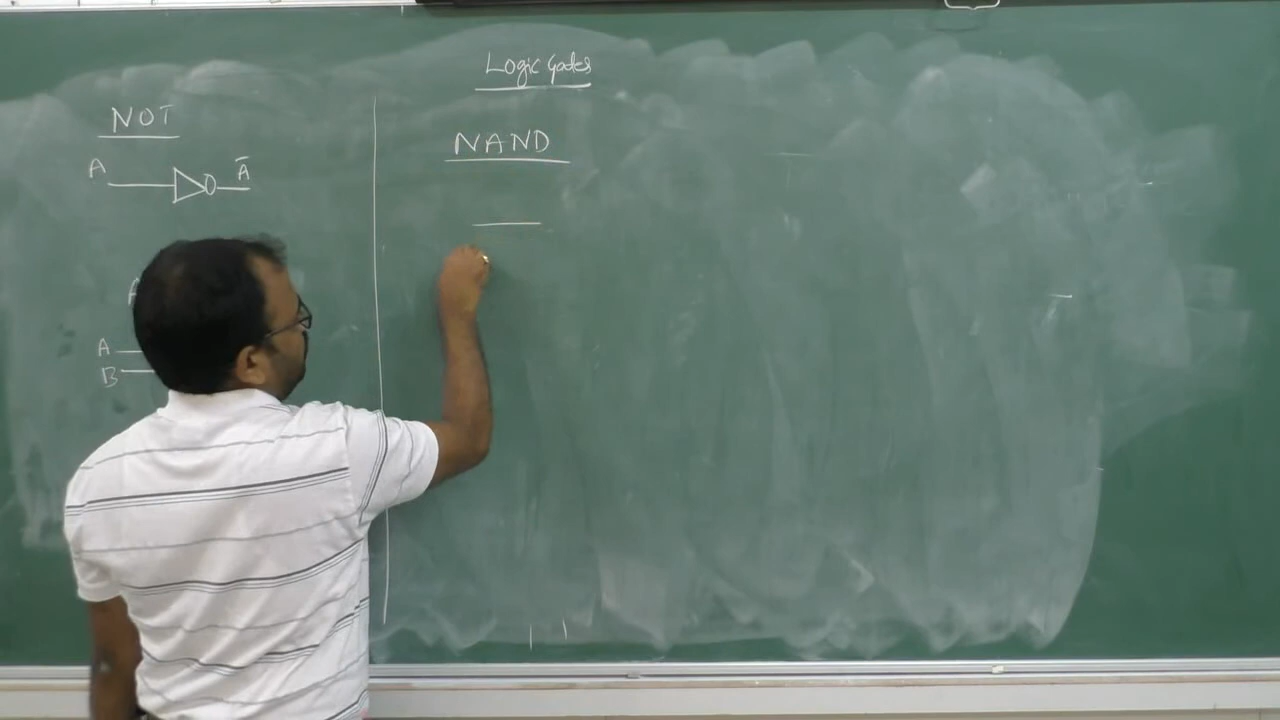 Logic Gates
NOT
A Ā
A
B
NAND